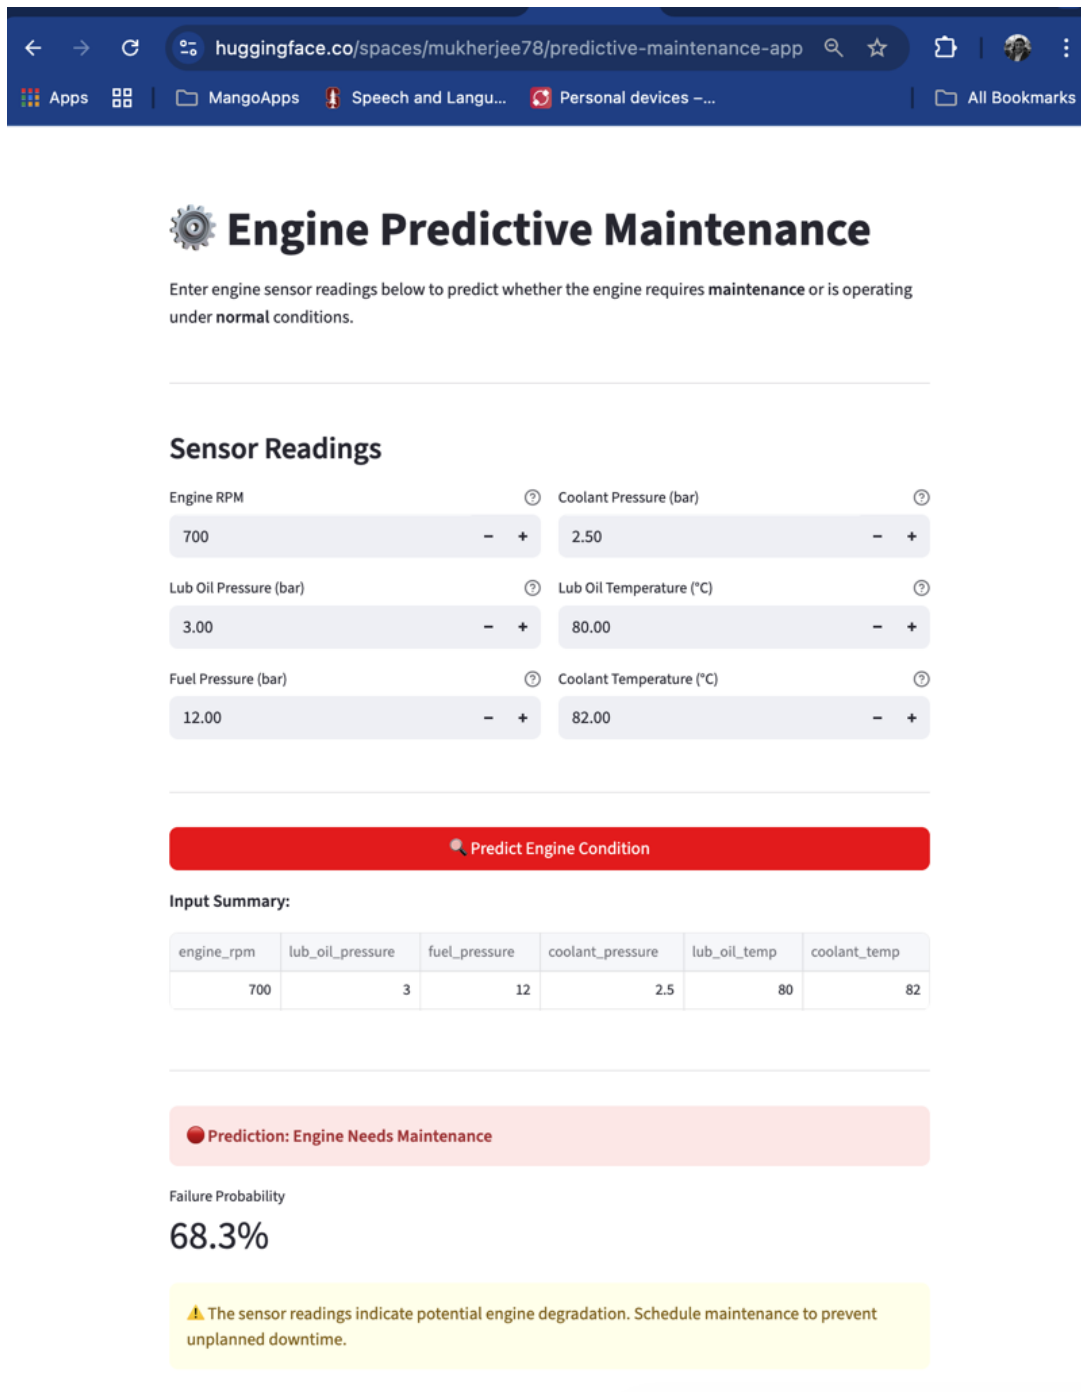 huggingface.co/spaces/mukherjee78/predictive-maintenance-app
Apps MangoApps Speech and Langu... Personal devices –... All Bookmarks
Engine Predictive Maintenance
Enter engine sensor readings below to predict whether the engine requires maintenance or is operating
under normal conditions.
Sensor Readings
Engine RPM Coolant Pressure (bar)
700 − + 2.50 − +
Lub Oil Pressure (bar) Lub Oil Temperature (°C)
3.00 − + 80.00 − +
Fuel Pressure (bar) Coolant Temperature (°C)
12.00 − + 82.00 − +
Predict Engine Condition
Input Summary:
engine_rpm lub_oil_pressure fuel_pressure coolant_pressure lub_oil_temp coolant_temp
700 3 12 2.5 80 82
Prediction: Engine Needs Maintenance
Failure Probability
68.3%
The sensor readings indicate potential engine degradation. Schedule maintenance to prevent
unplanned downtime.